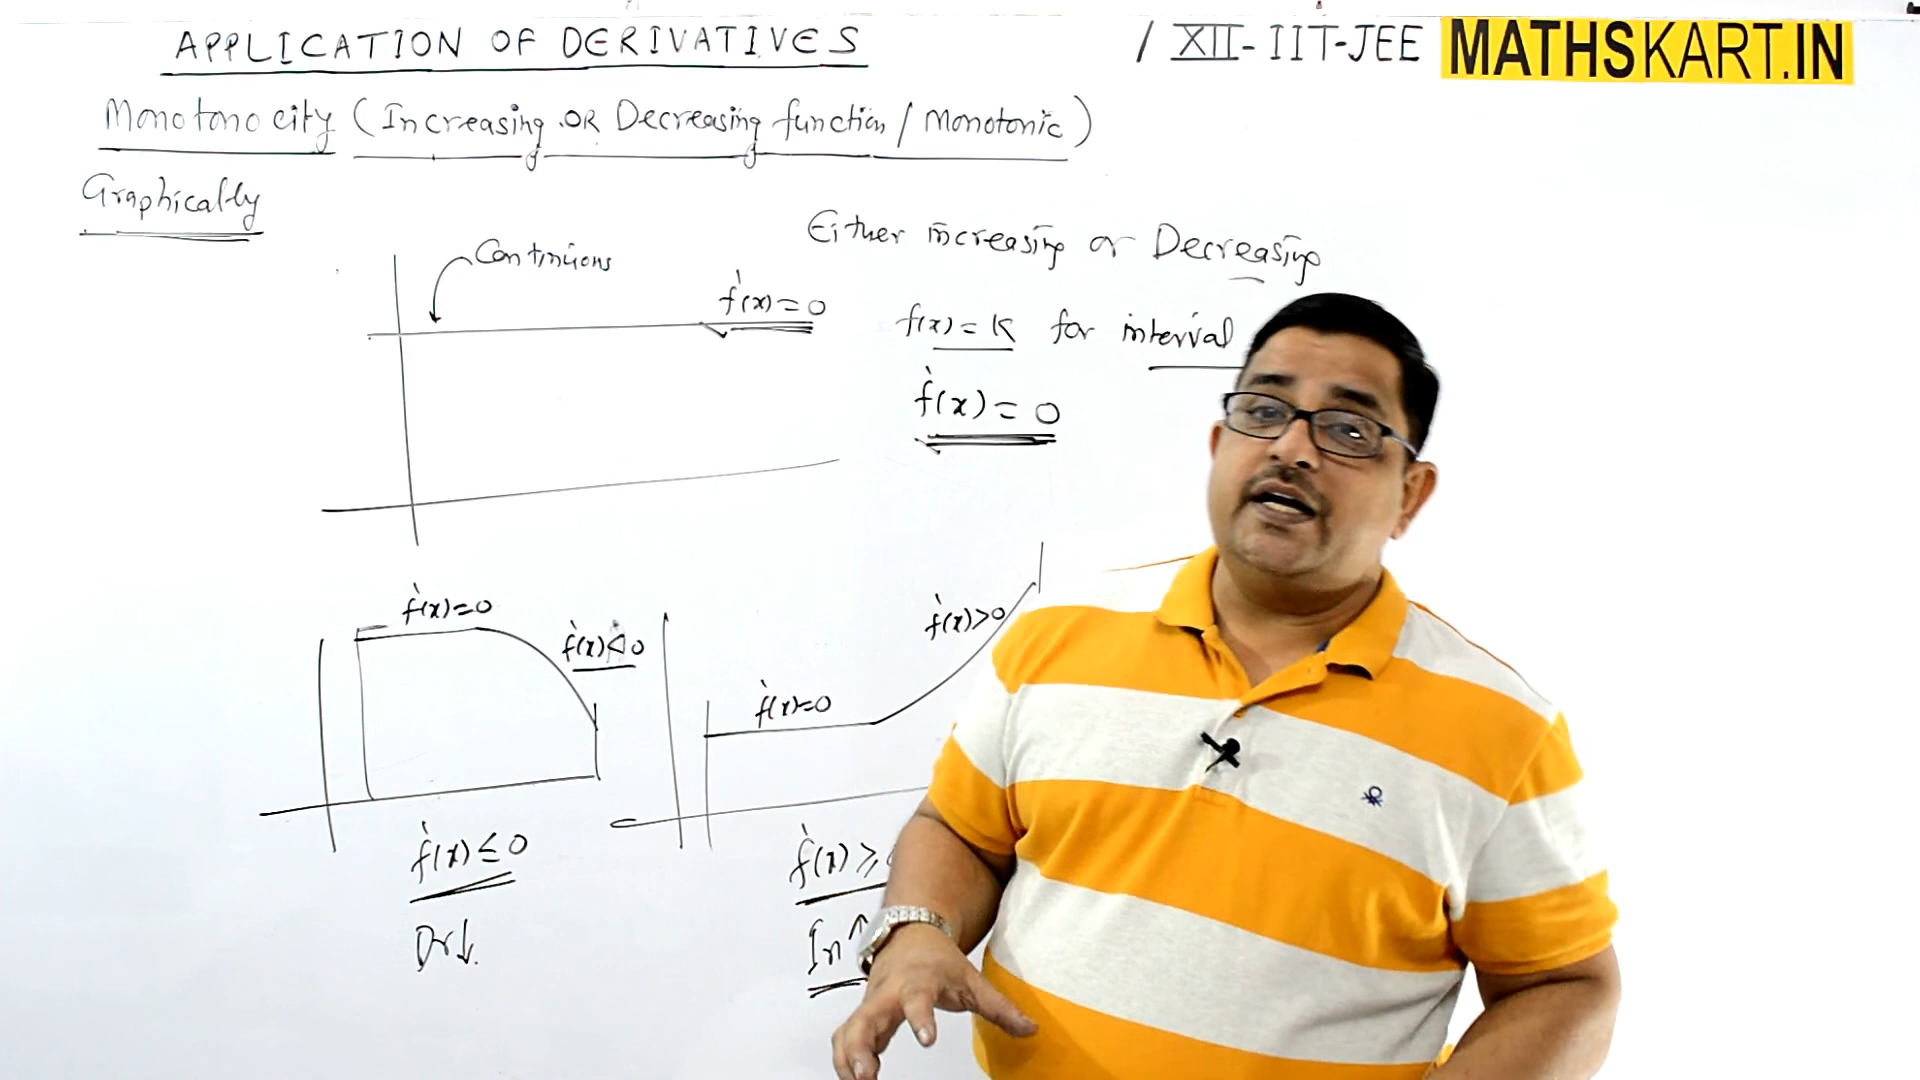 APPLICATION OF DERIVATIVES / XII-IIT-JEE MATHSKART.IN
Monotonocity (Increasing OR Decreasing function / Monotonic)
Graphically
Either increasing or Decreasing
Continuous
f'(x) = 0
f(x) = K for interval
f'(x) = 0
f'(x)=0
f'(x)<0
f'(x)>0
f'(x)=0
f'(x) ≤ 0
f'(x) ≥
Dr↓.
In↑